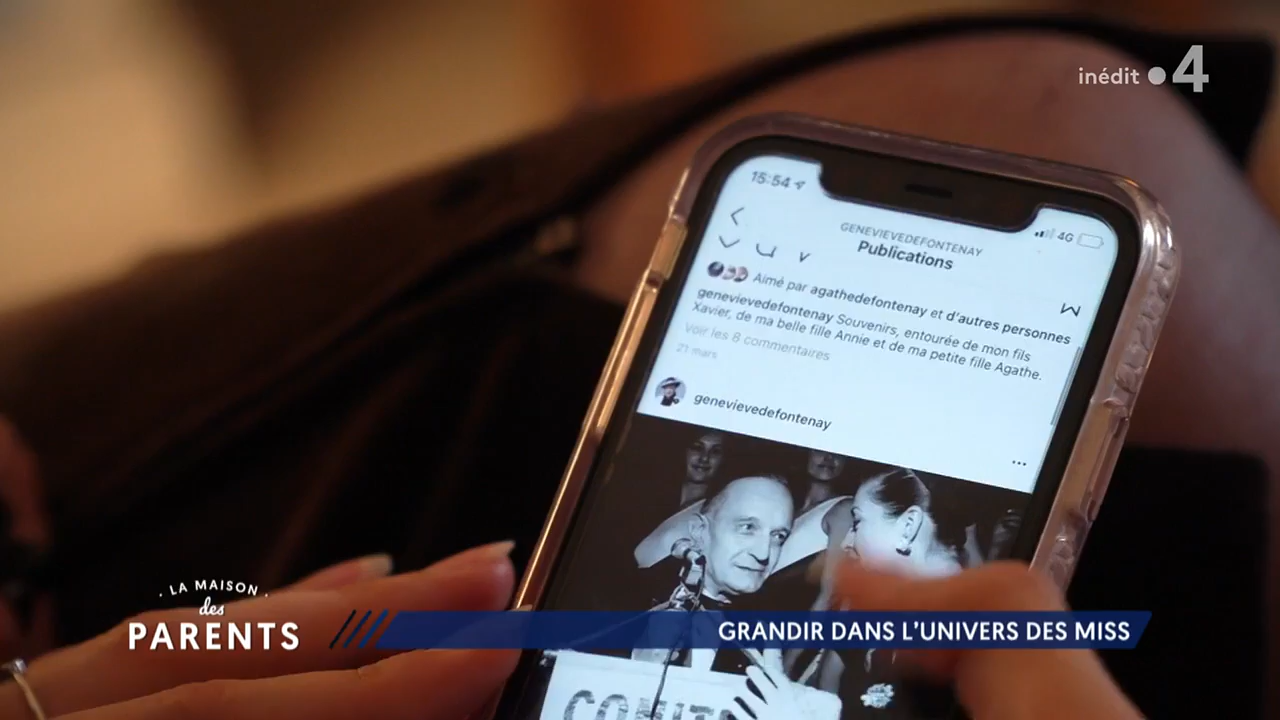 inédit 4
15:54
4G
GENEVIEVEDEFONTENAY
Publications
Aimé par agathedefontenay et d'autres personnes
genevievedefontenay Souvenirs, entourée de mon fils
Xavier, de ma belle fille Annie et de ma petite fille Agathe.
Voir les 8 commentaires
21 mars
genevievedefontenay
LA MAISON
des
PARENTS
GRANDIR DANS L'UNIVERS DES MISS